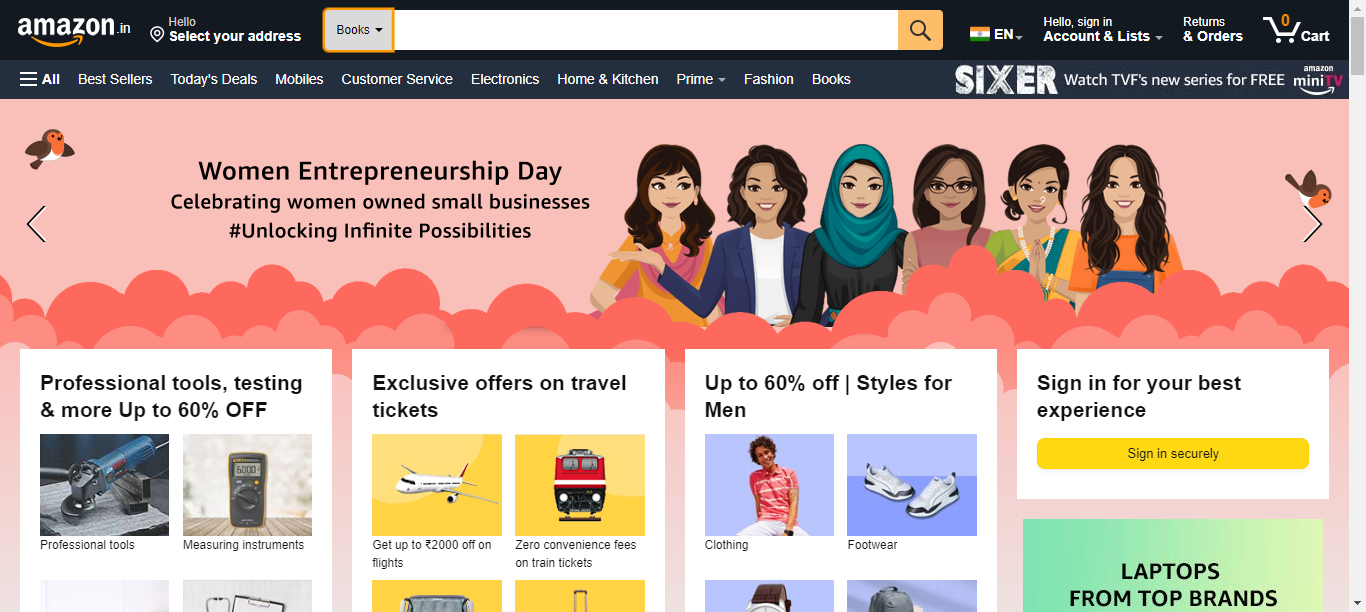 amazon.in
Hello
Select your address
Books
EN
Hello, sign in
Account & Lists
Returns
& Orders
0
Cart
All
Best Sellers
Today's Deals
Mobiles
Customer Service
Electronics
Home & Kitchen
Prime
Fashion
Books
SIXER
Watch TVF's new series for FREE
amazon
miniTV
Women Entrepreneurship Day
Celebrating women owned small businesses
#Unlocking Infinite Possibilities
Professional tools, testing
& more Up to 60% OFF
6000
Professional tools
Measuring instruments
Exclusive offers on travel
tickets
Get up to ₹2000 off on
flights
Zero convenience fees
on train tickets
Up to 60% off | Styles for
Men
Clothing
Footwear
Sign in for your best
experience
Sign in securely
LAPTOPS
FROM TOP BRANDS